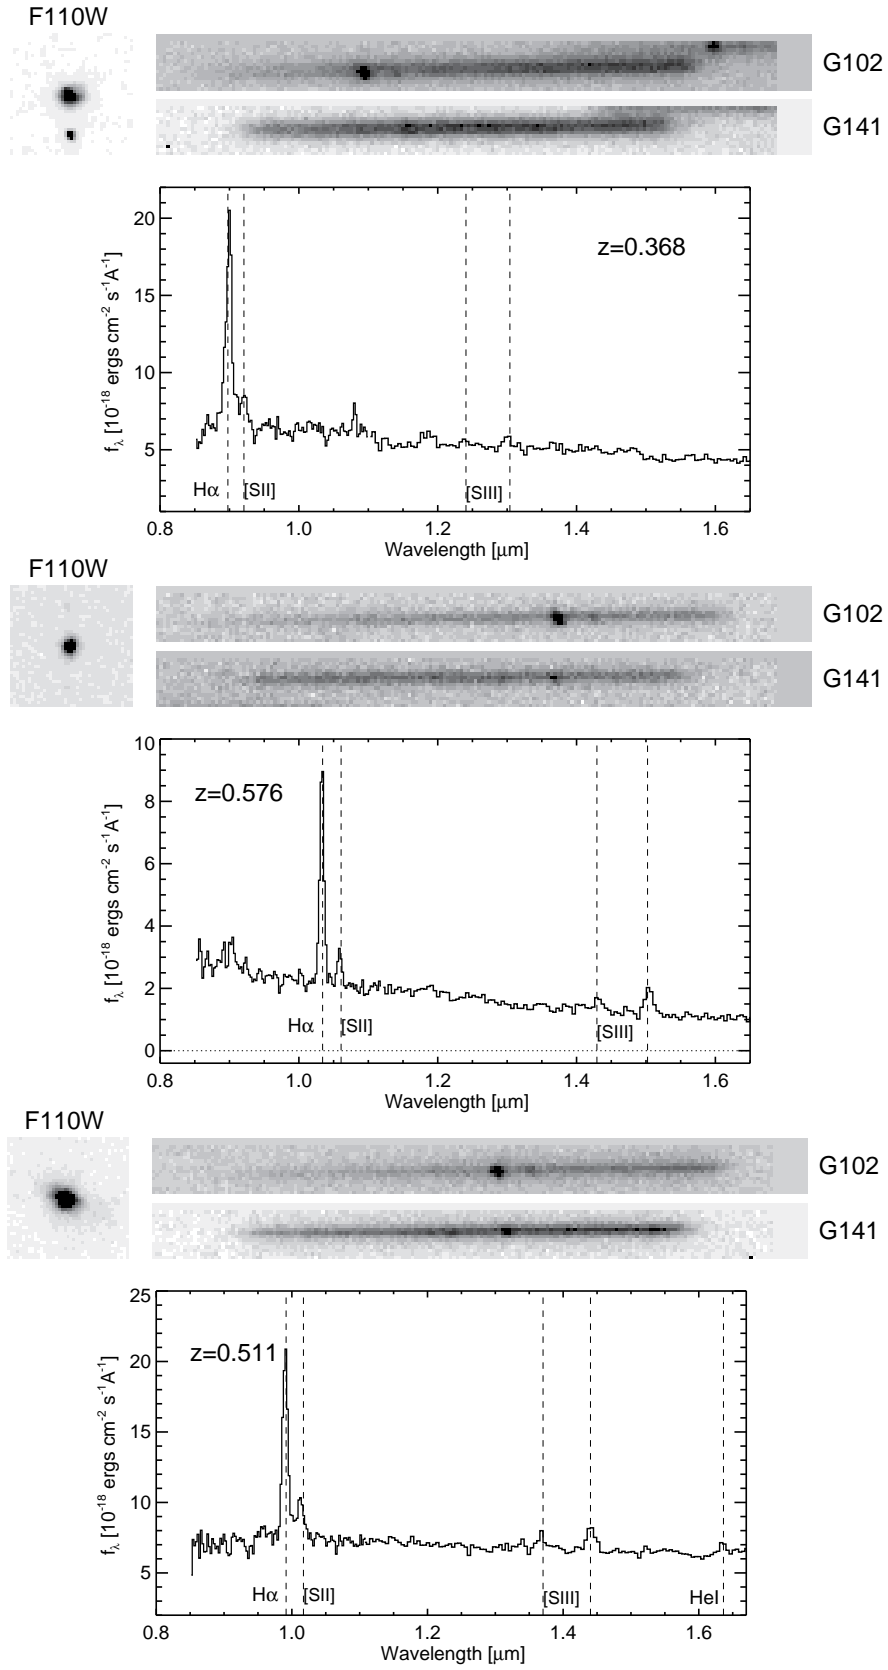 F110W
G102
G141
20
15
10
5
f_λ [10^-18 ergs cm^-2 s^-1 A^-1]
z=0.368
Hα
[SII]
[SIII]
0.8 1.0 1.2 1.4 1.6
Wavelength [μm]
F110W
G102
G141
10
8
6
4
2
0
f_λ [10^-18 ergs cm^-2 s^-1 A^-1]
z=0.576
Hα
[SII]
[SIII]
0.8 1.0 1.2 1.4 1.6
Wavelength [μm]
F110W
G102
G141
25
20
15
10
5
f_λ [10^-18 ergs cm^-2 s^-1 A^-1]
z=0.511
Hα
[SII]
[SIII]
HeI
0.8 1.0 1.2 1.4 1.6
Wavelength [μm]